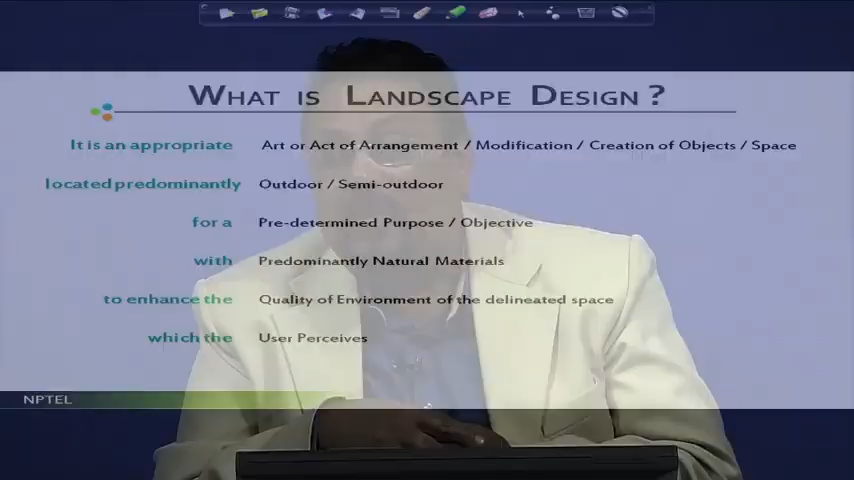 WHAT IS LANDSCAPE DESIGN ?
It is an appropriate Art or Act of Arrangement / Modification / Creation of Objects / Space
located predominantly Outdoor / Semi-outdoor
for a Pre-determined Purpose / Objective
with Predominantly Natural Materials
to enhance the Quality of Environment of the delineated space
which the User Perceives
NPTEL